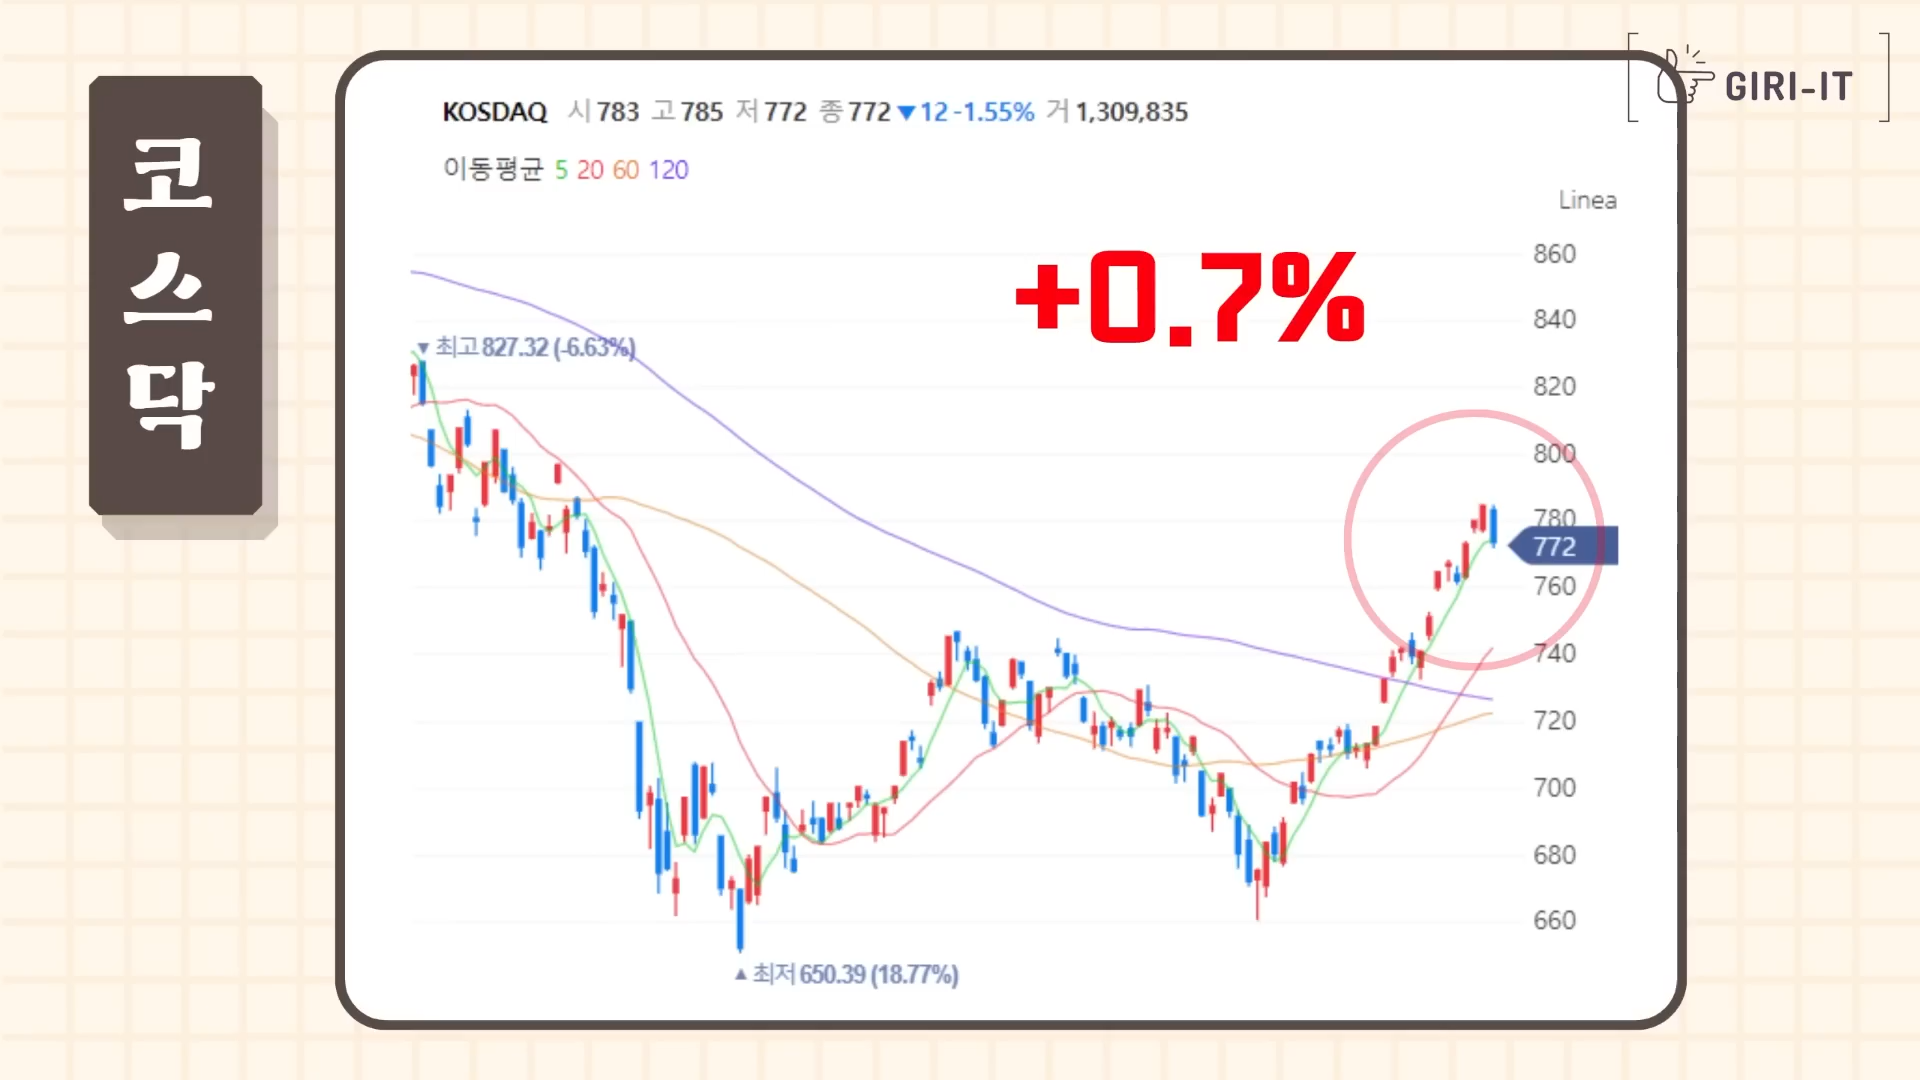 코스닥
GIRI-IT
KOSDAQ 시 783 고 785 저 772 종 772 ▼12 -1.55% 거 1,309,835
이동평균 5 20 60 120
Linea
+0.7%
860
840
▼ 최고 827.32 (-6.63%)
820
800
780
772
760
740
720
700
680
660
▲ 최저 650.39 (18.77%)